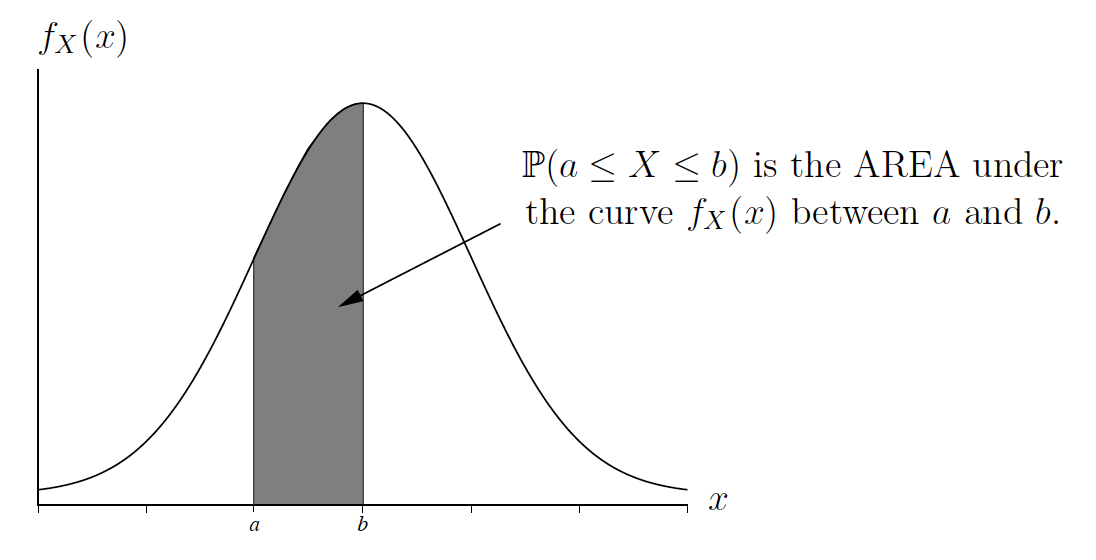 f_X(x)
ℙ(a ≤ X ≤ b) is the AREA under
the curve f_X(x) between a and b.
x
a
b